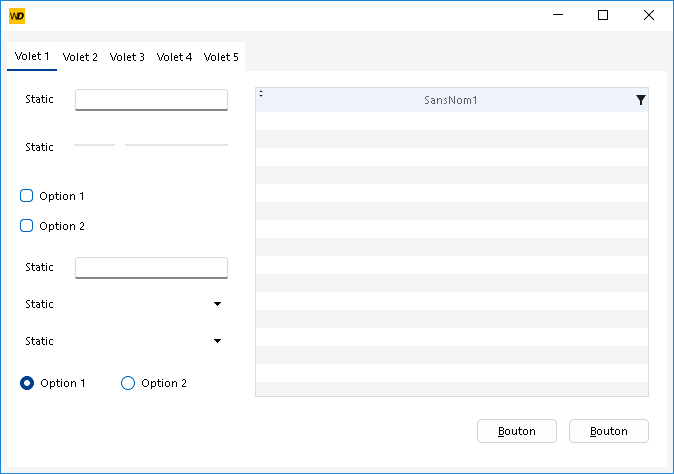 WD
Volet 1 Volet 2 Volet 3 Volet 4 Volet 5
Static
SansNom1
Static
Option 1
Option 2
Static
Static
Static
Option 1 Option 2
Bouton Bouton